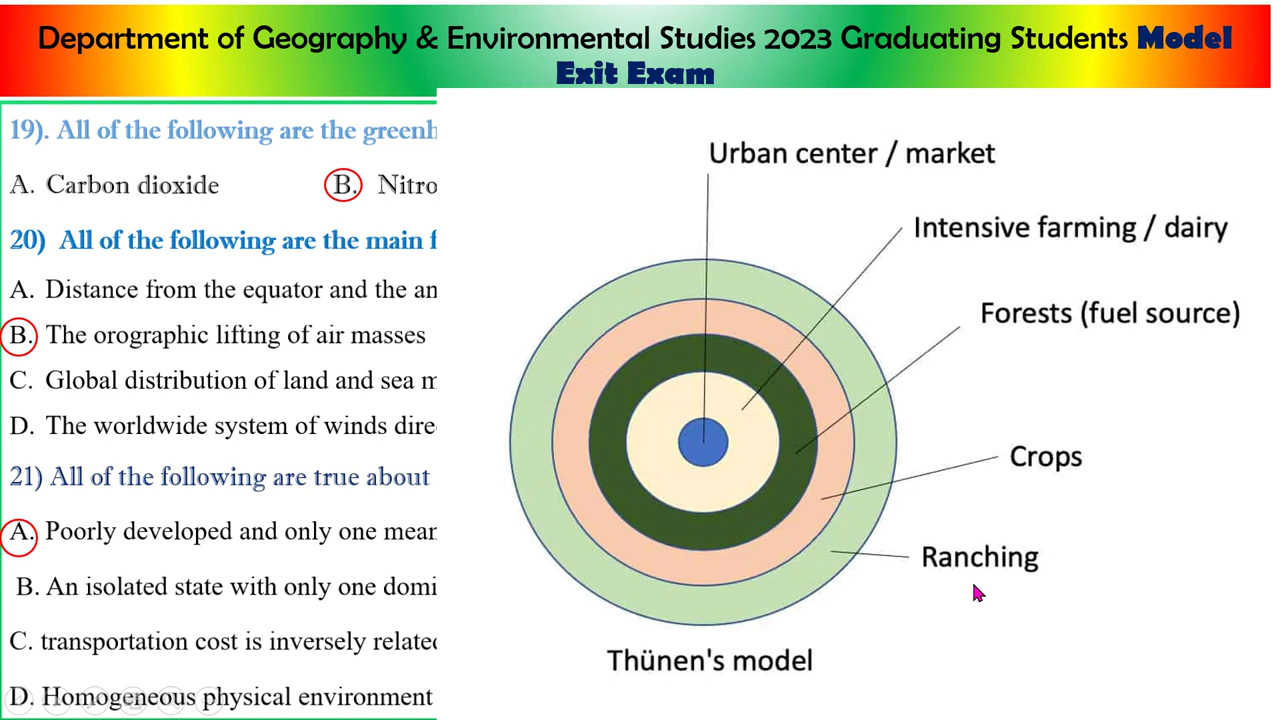 Department of Geography & Environmental Studies 2023 Graduating Students Model
Exit Exam
19). All of the following are the greenh
A. Carbon dioxide B. Nitro
20) All of the following are the main f
A. Distance from the equator and the an
B. The orographic lifting of air masses
C. Global distribution of land and sea m
D. The worldwide system of winds dire
21) All of the following are true about
A. Poorly developed and only one mean
B. An isolated state with only one domi
C. transportation cost is inversely related
D. Homogeneous physical environment
Urban center / market
Intensive farming / dairy
Forests (fuel source)
Crops
Ranching
Thünen's model